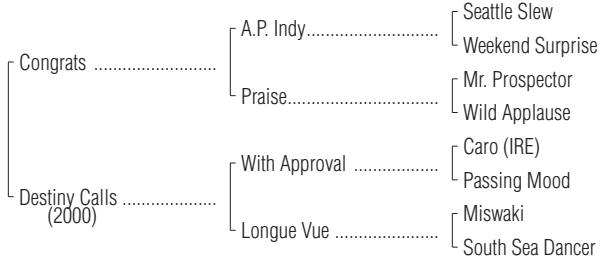 Seattle Slew
A.P. Indy...............................
Weekend Surprise
Congrats ............................
Mr. Prospector
Praise....................................
Wild Applause
Caro (IRE)
With Approval ....................
Passing Mood
Destiny Calls ......................
(2000)
Miswaki
Longue Vue ........................
South Sea Dancer